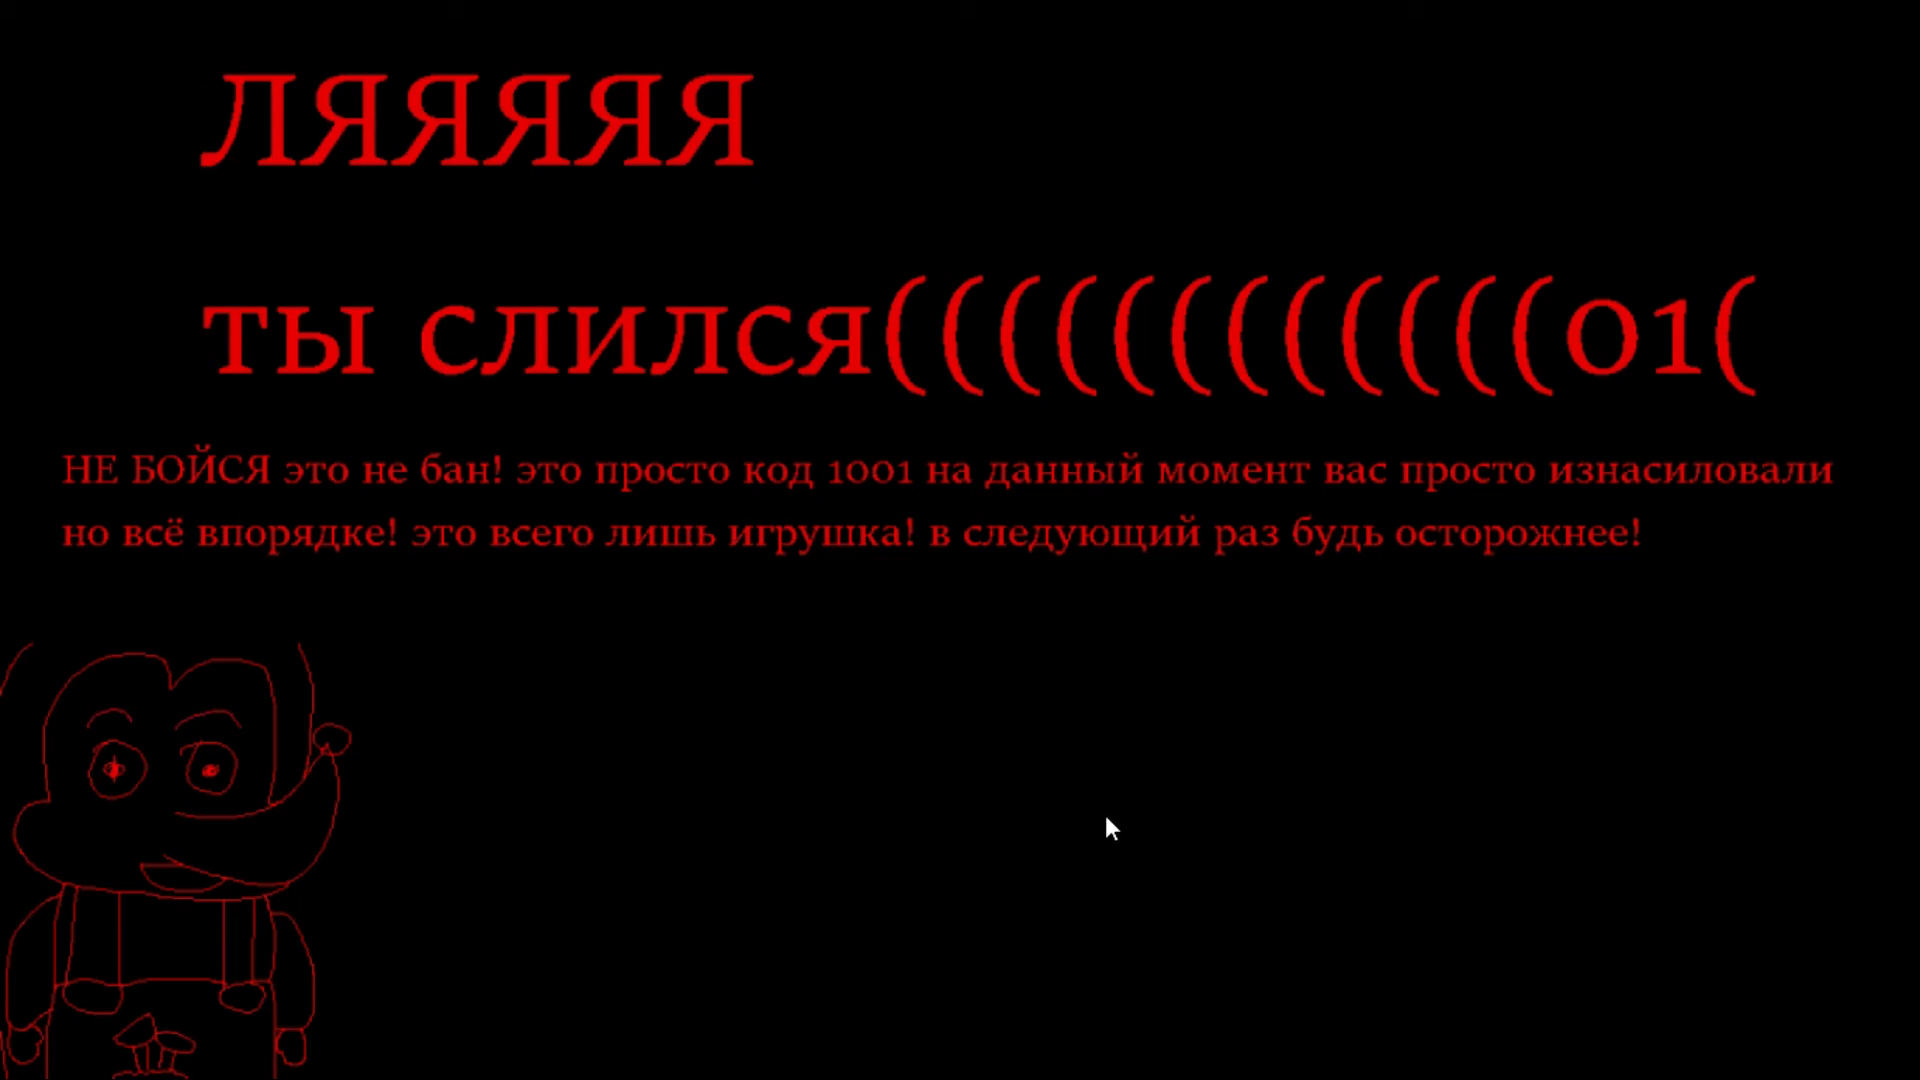 ЛЯЯЯЯЯ
ты слился((((((((((((01(
НЕ БОЙСЯ это не бан! это просто код 1001 на данный момент вас просто изнасиловали
но всё впорядке! это всего лишь игрушка! в следующий раз будь осторожнее!